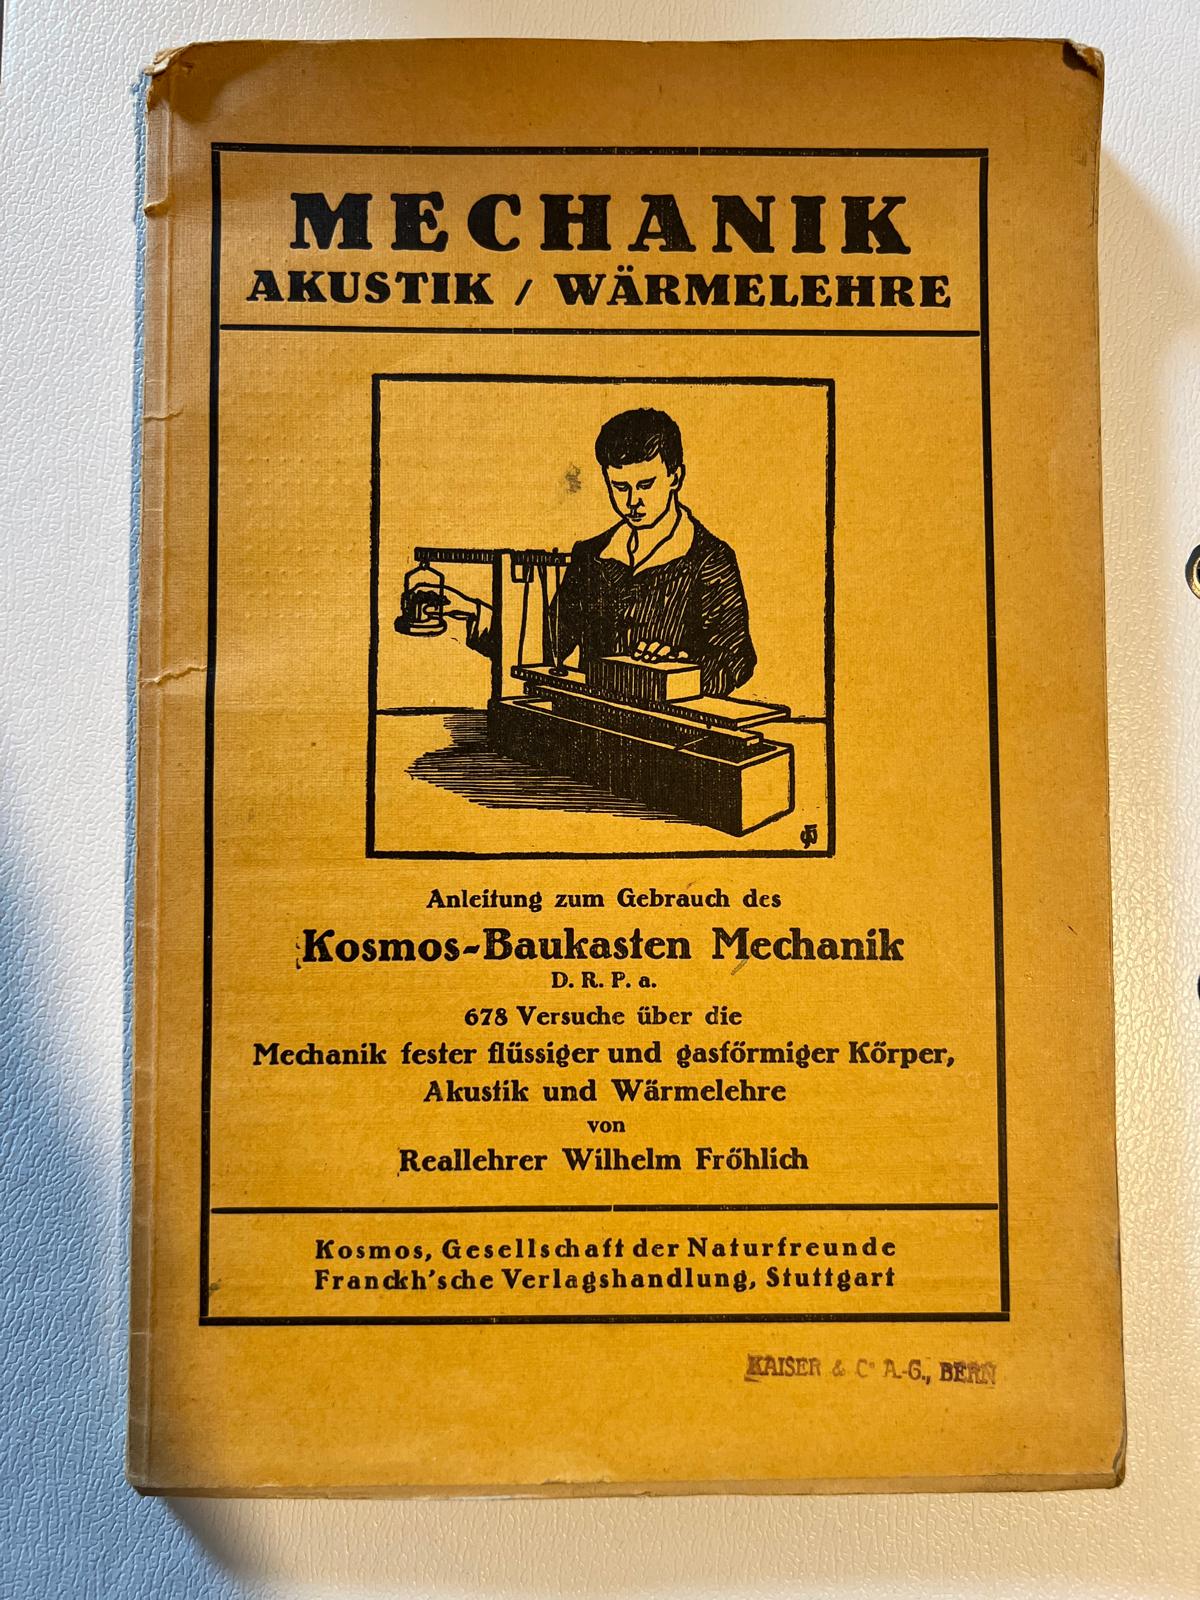 MECHANIK
AKUSTIK / WÄRMELEHRE
Anleitung zum Gebrauch des
Kosmos-Baukasten Mechanik
D. R. P. a.
678 Versuche über die
Mechanik fester flüssiger und gasförmiger Körper,
Akustik und Wärmelehre
von
Reallehrer Wilhelm Fröhlich
Kosmos, Gesellschaft der Naturfreunde
Franckh'sche Verlagshandlung, Stuttgart
KAISER & Co A.-G., BERN